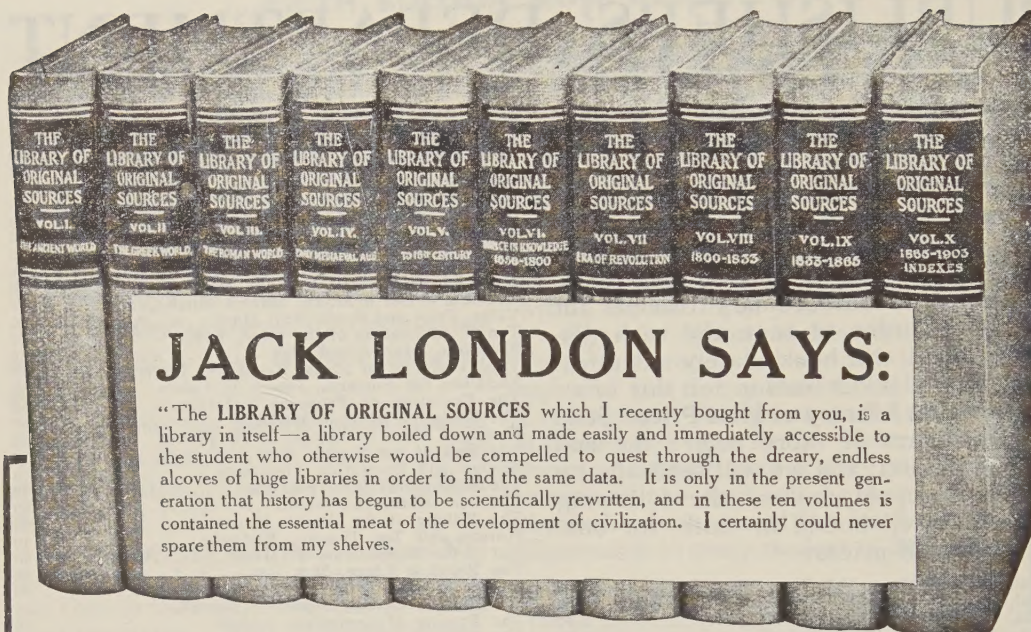 THE
LIBRARY OF
ORIGINAL
SOURCES
VOL.I.
THE ANCIENT WORLD
THE
LIBRARY OF
ORIGINAL
SOURCES
VOL.II
THE GREEK WORLD
THE
LIBRARY OF
ORIGINAL
SOURCES
VOL.III.
THE ROMAN WORLD
THE
LIBRARY OF
ORIGINAL
SOURCES
VOL.IV.
MEDIAEVAL AGE
THE
LIBRARY OF
ORIGINAL
SOURCES
VOL.V.
TO 16TH CENTURY
THE
LIBRARY OF
ORIGINAL
SOURCES
VOL.VI.
IN KNOWLEDGE
1650-1800
THE
LIBRARY OF
ORIGINAL
SOURCES
VOL.VII
ERA OF REVOLUTION
THE
LIBRARY OF
ORIGINAL
SOURCES
VOL.VIII
1800-1833
THE
LIBRARY OF
ORIGINAL
SOURCES
VOL.IX
1833-1865
THE
LIBRARY OF
ORIGINAL
SOURCES
VOL.X
1865-1903
INDEXES
JACK LONDON SAYS:
"The LIBRARY OF ORIGINAL SOURCES which I recently bought from you, is a
library in itself—a library boiled down and made easily and immediately accessible to
the student who otherwise would be compelled to quest through the dreary, endless
alcoves of huge libraries in order to find the same data. It is only in the present gen-
eration that history has begun to be scientifically rewritten, and in these ten volumes is
contained the essential meat of the development of civilization. I certainly could never
spare them from my shelves.